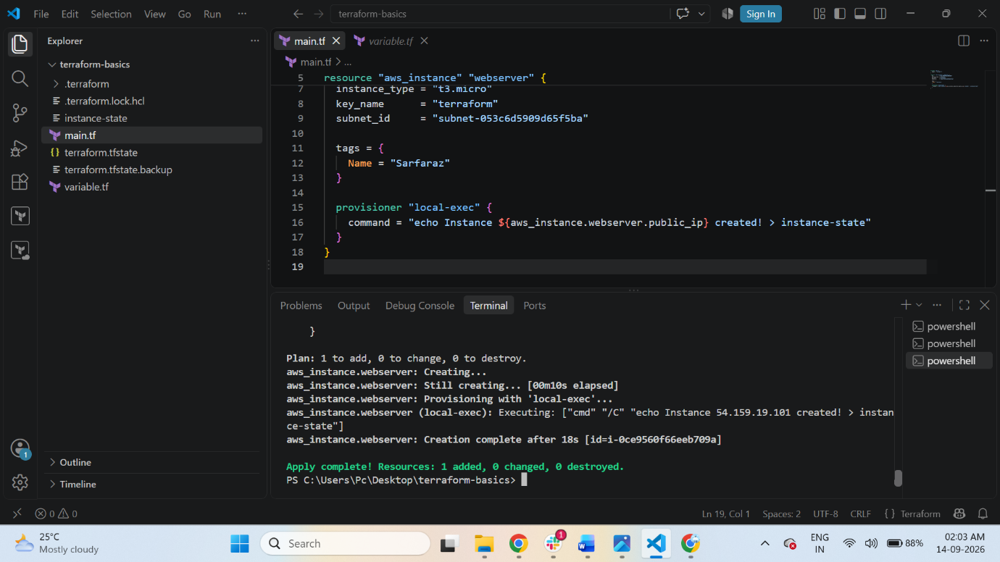 File Edit Selection View Go Run ...
terraform-basics
Sign In
Explorer
terraform-basics
.terraform
.terraform.lock.hcl
instance-state
main.tf
{} terraform.tfstate
terraform.tfstate.backup
variable.tf
Outline
Timeline
1
main.tf
variable.tf
main.tf > ...
5 resource "aws_instance" "webserver" {
7 instance_type = "t3.micro"
8 key_name = "terraform"
9 subnet_id = "subnet-053c6d5909d65f5ba"
10
11 tags = {
12 Name = "Sarfaraz"
13 }
14
15 provisioner "local-exec" {
16 command = "echo Instance ${aws_instance.webserver.public_ip} created! > instance-state"
17 }
18 }
19
Problems Output Debug Console Terminal Ports
powershell
powershell
powershell
}
Plan: 1 to add, 0 to change, 0 to destroy.
aws_instance.webserver: Creating...
aws_instance.webserver: Still creating... [00m10s elapsed]
aws_instance.webserver: Provisioning with 'local-exec'...
aws_instance.webserver (local-exec): Executing: ["cmd" "/C" "echo Instance 54.159.19.101 created! > instan
ce-state"]
aws_instance.webserver: Creation complete after 18s [id=i-0ce9560f66eeb709a]
Apply complete! Resources: 1 added, 0 changed, 0 destroyed.
PS C:\Users\Pc\Desktop\terraform-basics>
0 0
Ln 19, Col 1 Spaces: 2 UTF-8 CRLF {} Terraform
25°C
Mostly cloudy
Search
1
W
ENG
IN
88%
02:03 AM
14-09-2026